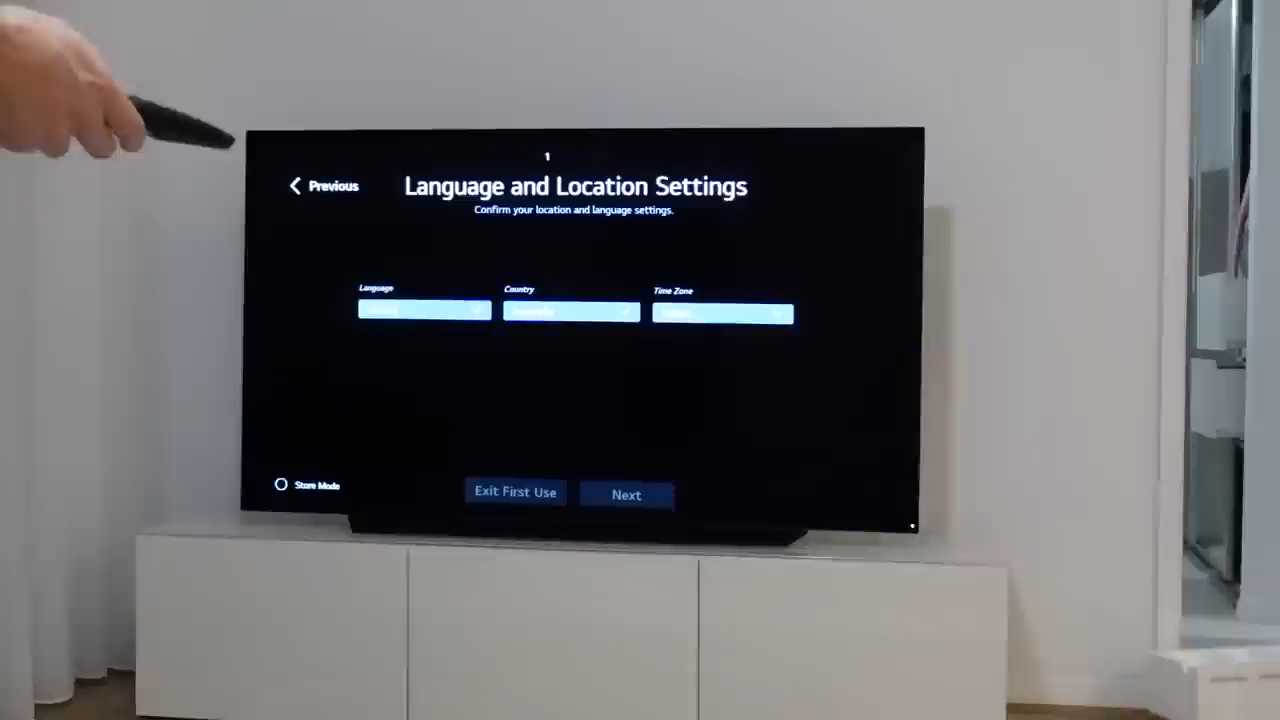 1
Previous
Language and Location Settings
Confirm your location and language settings.
Language
Country
Time Zone
Australia
Store Mode
Exit First Use
Next